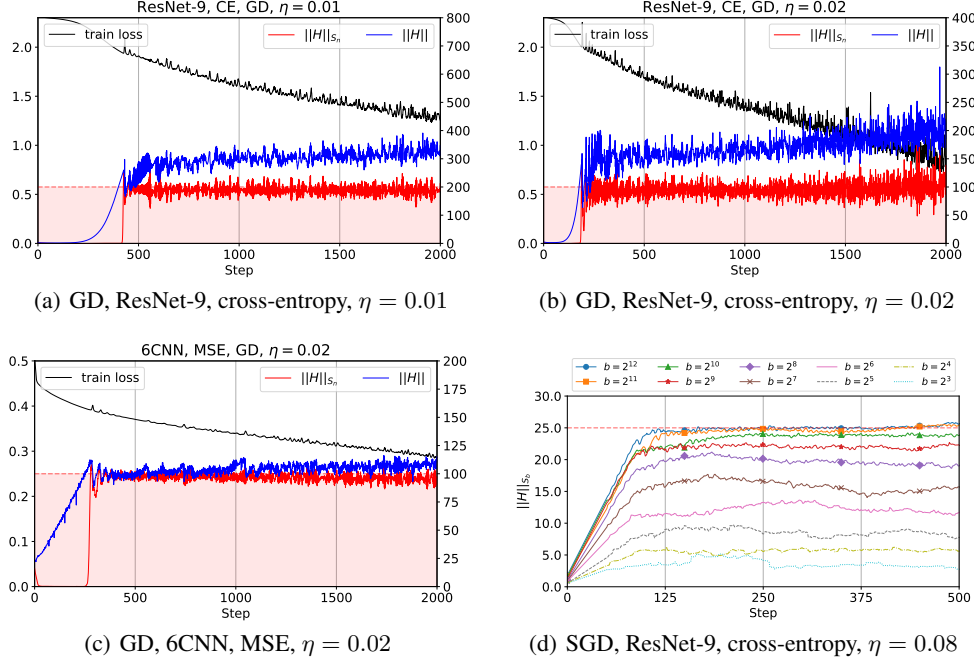 ResNet-9, CE, GD, η = 0.01
train loss
||H||_{S_n} ||H||
2.0
1.5
1.0
0.5
0.0
800
700
600
500
400
300
200
100
0
0 500 1000 1500 2000
Step
(a) GD, ResNet-9, cross-entropy, η = 0.01
ResNet-9, CE, GD, η = 0.02
train loss
||H||_{S_n} ||H||
2.0
1.5
1.0
0.5
0.0
400
350
300
250
200
150
100
50
0
0 500 1000 1500 2000
Step
(b) GD, ResNet-9, cross-entropy, η = 0.02
6CNN, MSE, GD, η = 0.02
train loss
||H||_{S_n} ||H||
0.5
0.4
0.3
0.2
0.1
0.0
200
175
150
125
100
75
50
25
0
0 500 1000 1500 2000
Step
(c) GD, 6CNN, MSE, η = 0.02
b = 2^{12} b = 2^{10} b = 2^8 b = 2^6 b = 2^4
b = 2^{11} b = 2^9 b = 2^7 b = 2^5 b = 2^3
30.0
25.0
20.0
15.0
10.0
5.0
0.0
||H||_{S_n}
0 125 250 375 500
Step
(d) SGD, ResNet-9, cross-entropy, η = 0.08